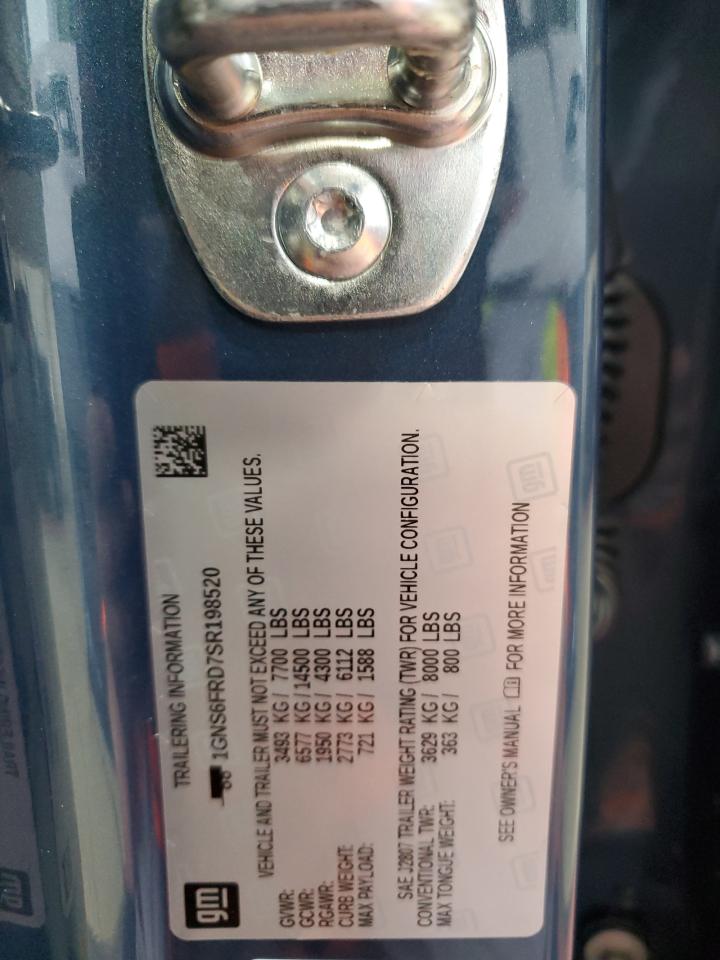 gm
TRAILERING INFORMATION
1GNS6FRD7SR198520
VEHICLE AND TRAILER MUST NOT EXCEED ANY OF THESE VALUES.
GVWR: 3493 KG / 7700 LBS
GCWR: 6577 KG / 14500 LBS
RGAWR: 1950 KG / 4300 LBS
CURB WEIGHT: 2773 KG / 6112 LBS
MAX PAYLOAD: 721 KG / 1588 LBS
SAE J2807 TRAILER WEIGHT RATING (TWR) FOR VEHICLE CONFIGURATION.
CONVENTIONAL TWR: 3629 KG / 8000 LBS
MAX TONGUE WEIGHT: 363 KG / 800 LBS
SEE OWNER'S MANUAL FOR MORE INFORMATION